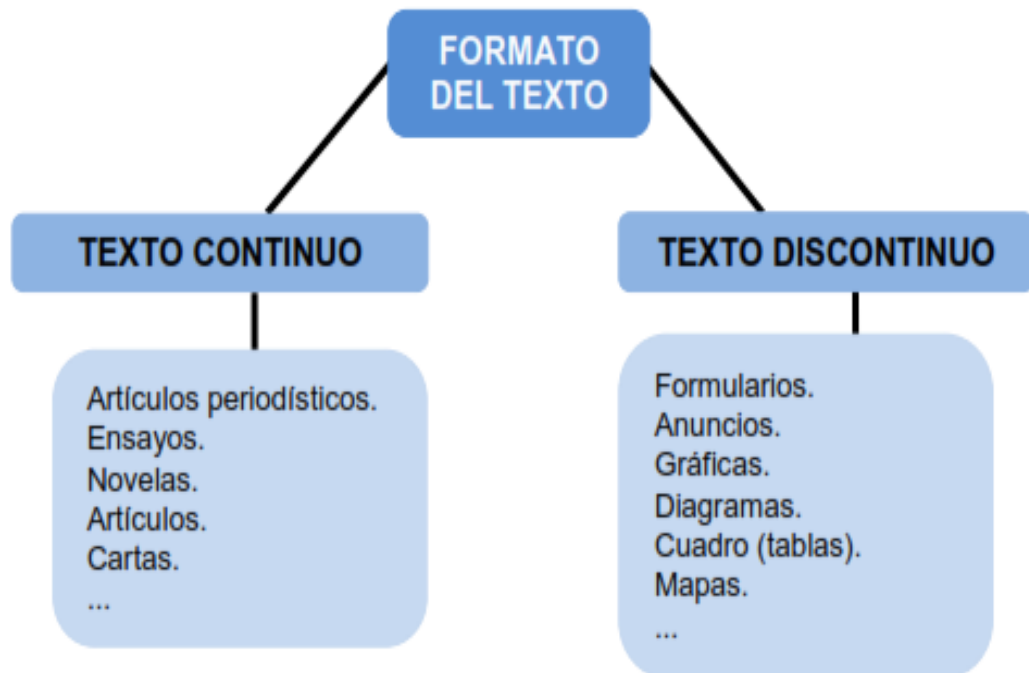 FORMATO
DEL TEXTO
TEXTO CONTINUO
Artículos periodísticos.
Ensayos.
Novelas.
Artículos.
Cartas.
...
TEXTO DISCONTINUO
Formularios.
Anuncios.
Gráficas.
Diagramas.
Cuadro (tablas).
Mapas.
...